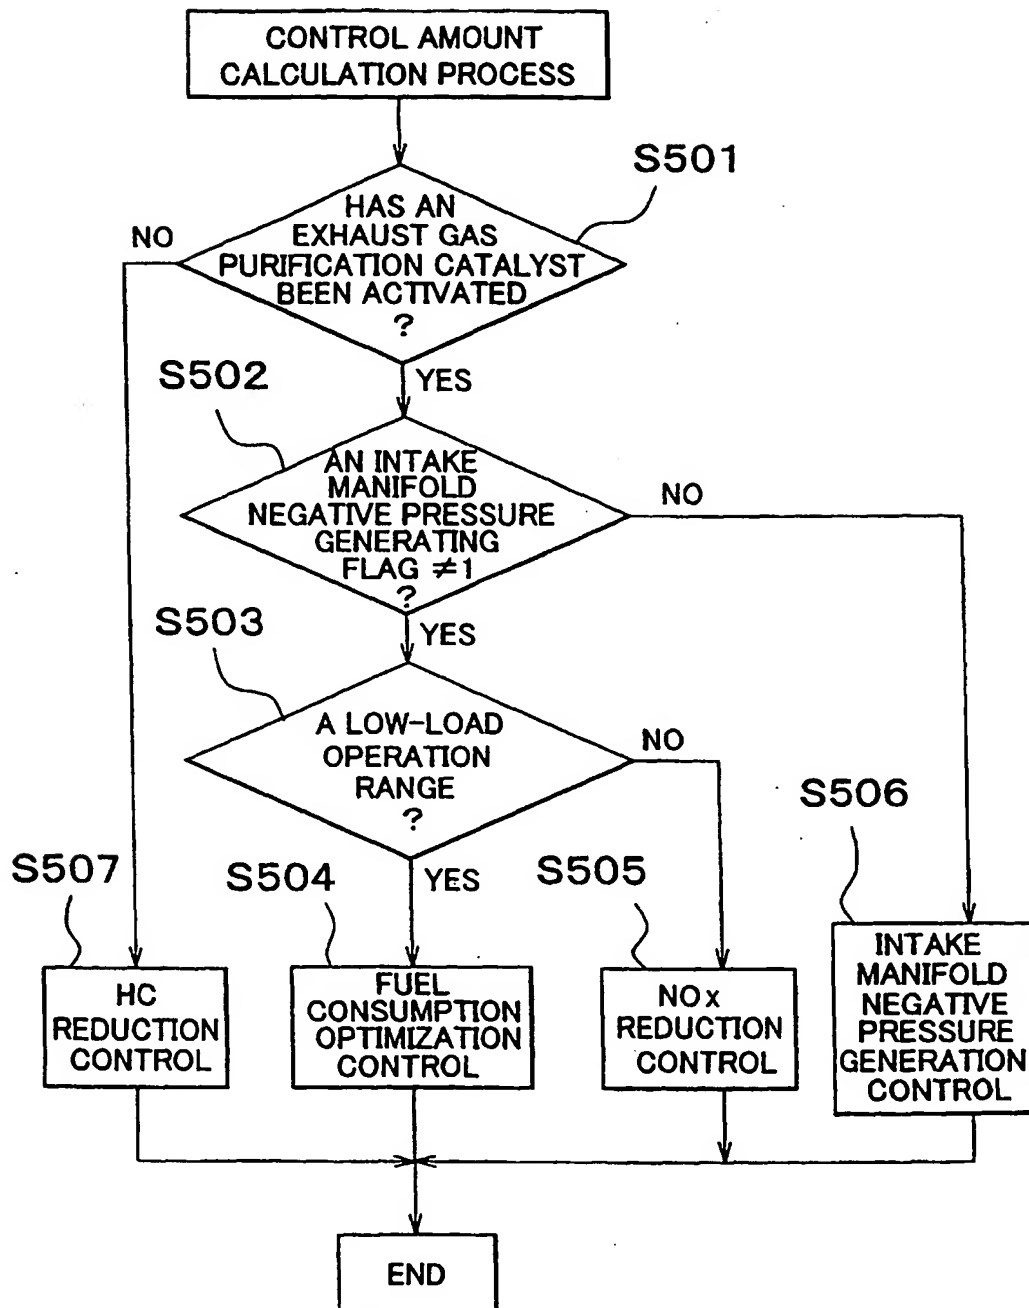 CONTROL AMOUNT
CALCULATION PROCESS
S501
HAS AN
EXHAUST GAS
PURIFICATION CATALYST
BEEN ACTIVATED
?
NO
YES
S502
AN INTAKE
MANIFOLD
NEGATIVE PRESSURE
GENERATING
FLAG ≠1
?
NO
YES
S503
A LOW-LOAD
OPERATION
RANGE
?
NO
YES
S507
HC
REDUCTION
CONTROL
S504
FUEL
CONSUMPTION
OPTIMIZATION
CONTROL
S505
NOx
REDUCTION
CONTROL
S506
INTAKE
MANIFOLD
NEGATIVE
PRESSURE
GENERATION
CONTROL
END